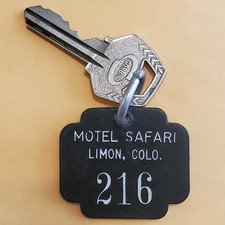 MOTEL SAFARI
LIMON, COLO.
216